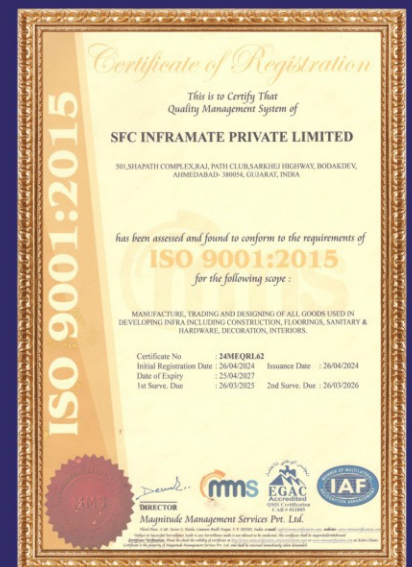 Certificate of Registration
This is to Certify That
Quality Management System of
SFC INFRAMATE PRIVATE LIMITED
501,SHAPATH COMPLEX,RAJ, PATH CLUB,SARKHEJ HIGHWAY, BODAKDEV,
AHMEDABAD- 380054, GUJARAT, INDIA
has been assessed and found to conform to the requirements of
ISO 9001:2015
for the following scope :
MANUFACTURE, TRADING AND DESIGNING OF ALL GOODS USED IN
DEVELOPING INFRA INCLUDING CONSTRUCTION, FLOORINGS, SANITARY &
HARDWARE, DECORATION, INTERIORS.
Certificate No : 24MEQRL62
Initial Registration Date : 26/04/2024 Issuance Date : 26/04/2024
Date of Expiry : 25/04/2027
1st Surve. Due : 26/03/2025 2nd Surve. Due : 26/03/2026
ISO 9001:2015
DIRECTOR
mms
EGAC
Accredited
IAF
Magnitude Management Services Pvt. Ltd.